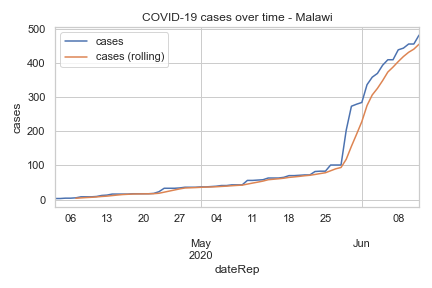 COVID-19 cases over time - Malawi
cases
cases (rolling)
500
400
300
200
100
0
cases
06 13 20 27 04 11 18 25 08
May Jun
2020
dateRep